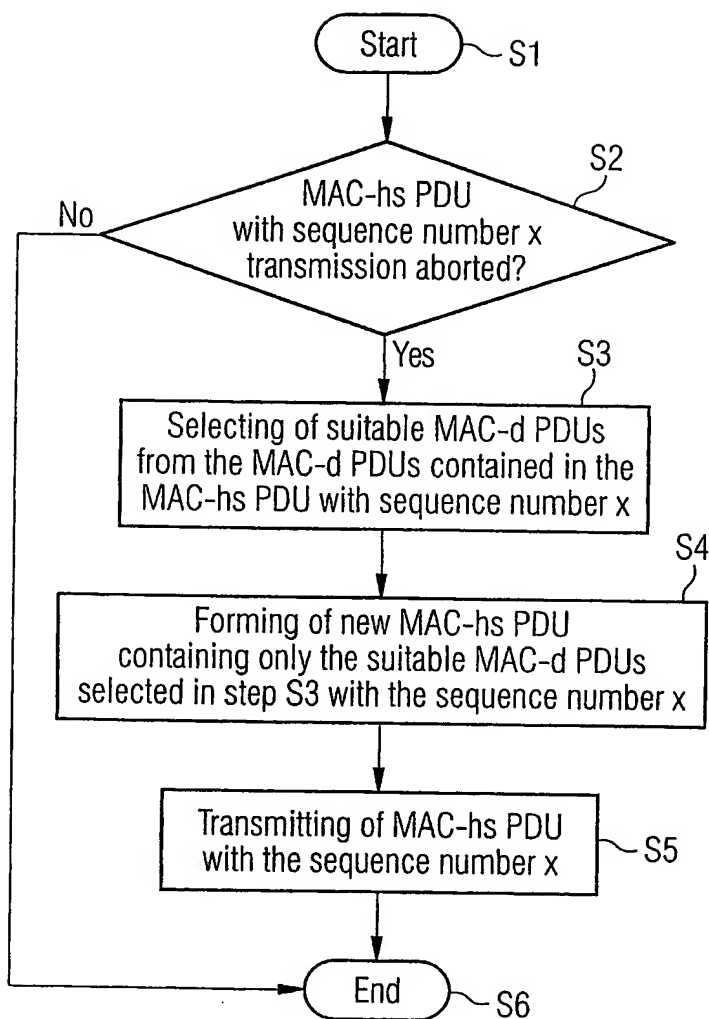 Start
S1
S2
MAC-hs PDU
with sequence number x
transmission aborted?
No
Yes
S3
Selecting of suitable MAC-d PDUs
from the MAC-d PDUs contained in the
MAC-hs PDU with sequence number x
S4
Forming of new MAC-hs PDU
containing only the suitable MAC-d PDUs
selected in step S3 with the sequence number x
Transmitting of MAC-hs PDU
with the sequence number x
S5
End
S6